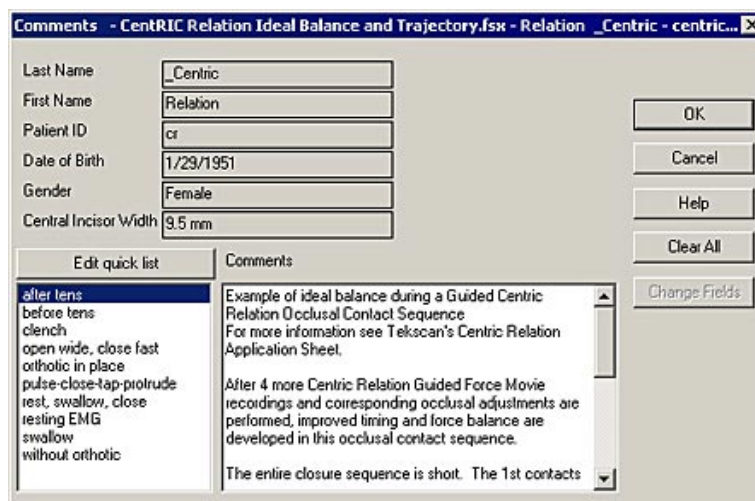 Comments - CentRIC Relation Ideal Balance and Trajectory.fsx - Relation _Centric - centric...
Last Name _Centric
First Name Relation
Patient ID cr
Date of Birth 1/29/1951
Gender Female
Central Incisor Width 9.5 mm
OK
Cancel
Help
Clear All
Change Fields
Edit quick list
after tens
before tens
clench
open wide, close fast
orthotic in place
pulse-close-tap-protrude
rest, swallow, close
resting EMG
swallow
without orthotic
Comments
Example of ideal balance during a Guided Centric
Relation Occlusal Contact Sequence
For more information see Tekscan's Centric Relation
Application Sheet.
After 4 more Centric Relation Guided Force Movie
recordings and corresponding occlusal adjustments are
performed, improved timing and force balance are
developed in this occlusal contact sequence.
The entire closure sequence is short. The 1st contacts